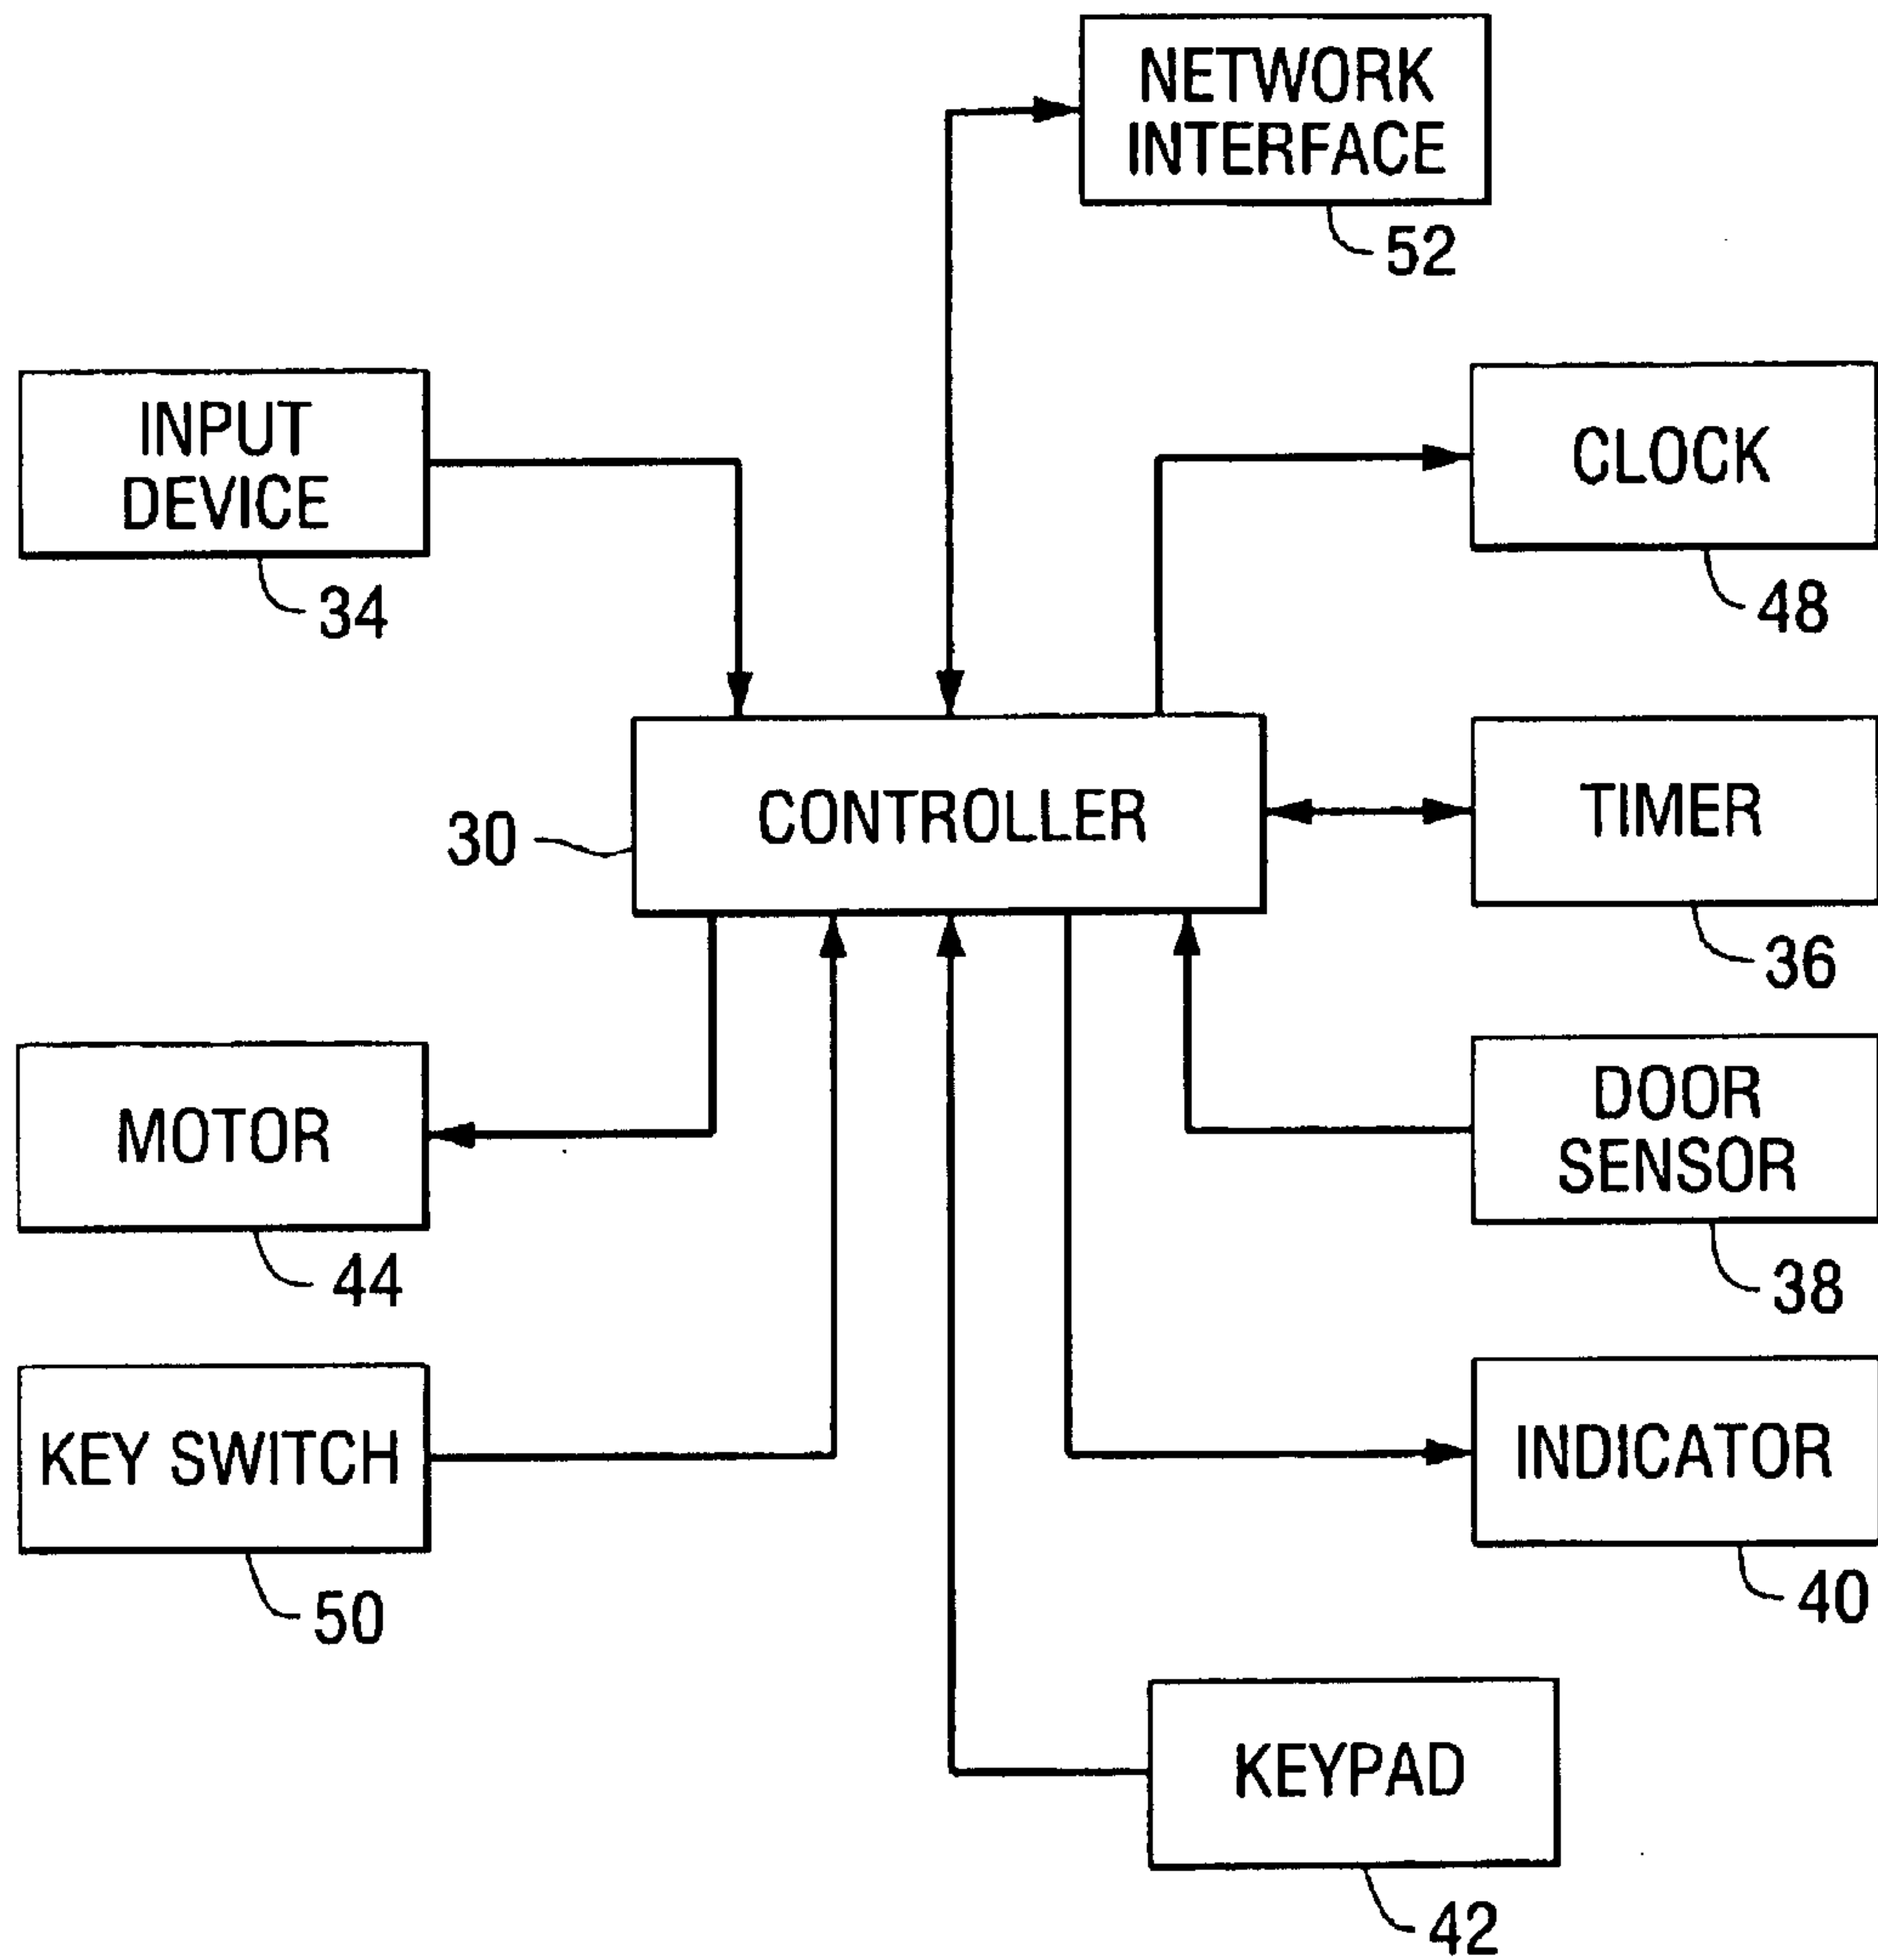 NETWORK
INTERFACE
52
INPUT
DEVICE
34
CLOCK
48
CONTROLLER
30
TIMER
36
MOTOR
44
DOOR
SENSOR
38
KEY SWITCH
50
INDICATOR
40
KEYPAD
42